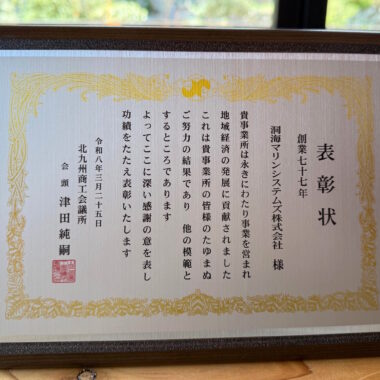 表彰状
創業七十七年
洞海マリンシステムズ株式会社 様
貴事業所は永きにわたり事業を営まれ
地域経済の発展に貢献されました
これは貴事業所の皆様のたゆまぬ
ご努力の結果であり 他の模範と
するところであります
よってここに深い感謝の意を表し
功績をたたえ表彰いたします
令和八年三月二十五日
北九州商工会議所
会頭 津田純嗣